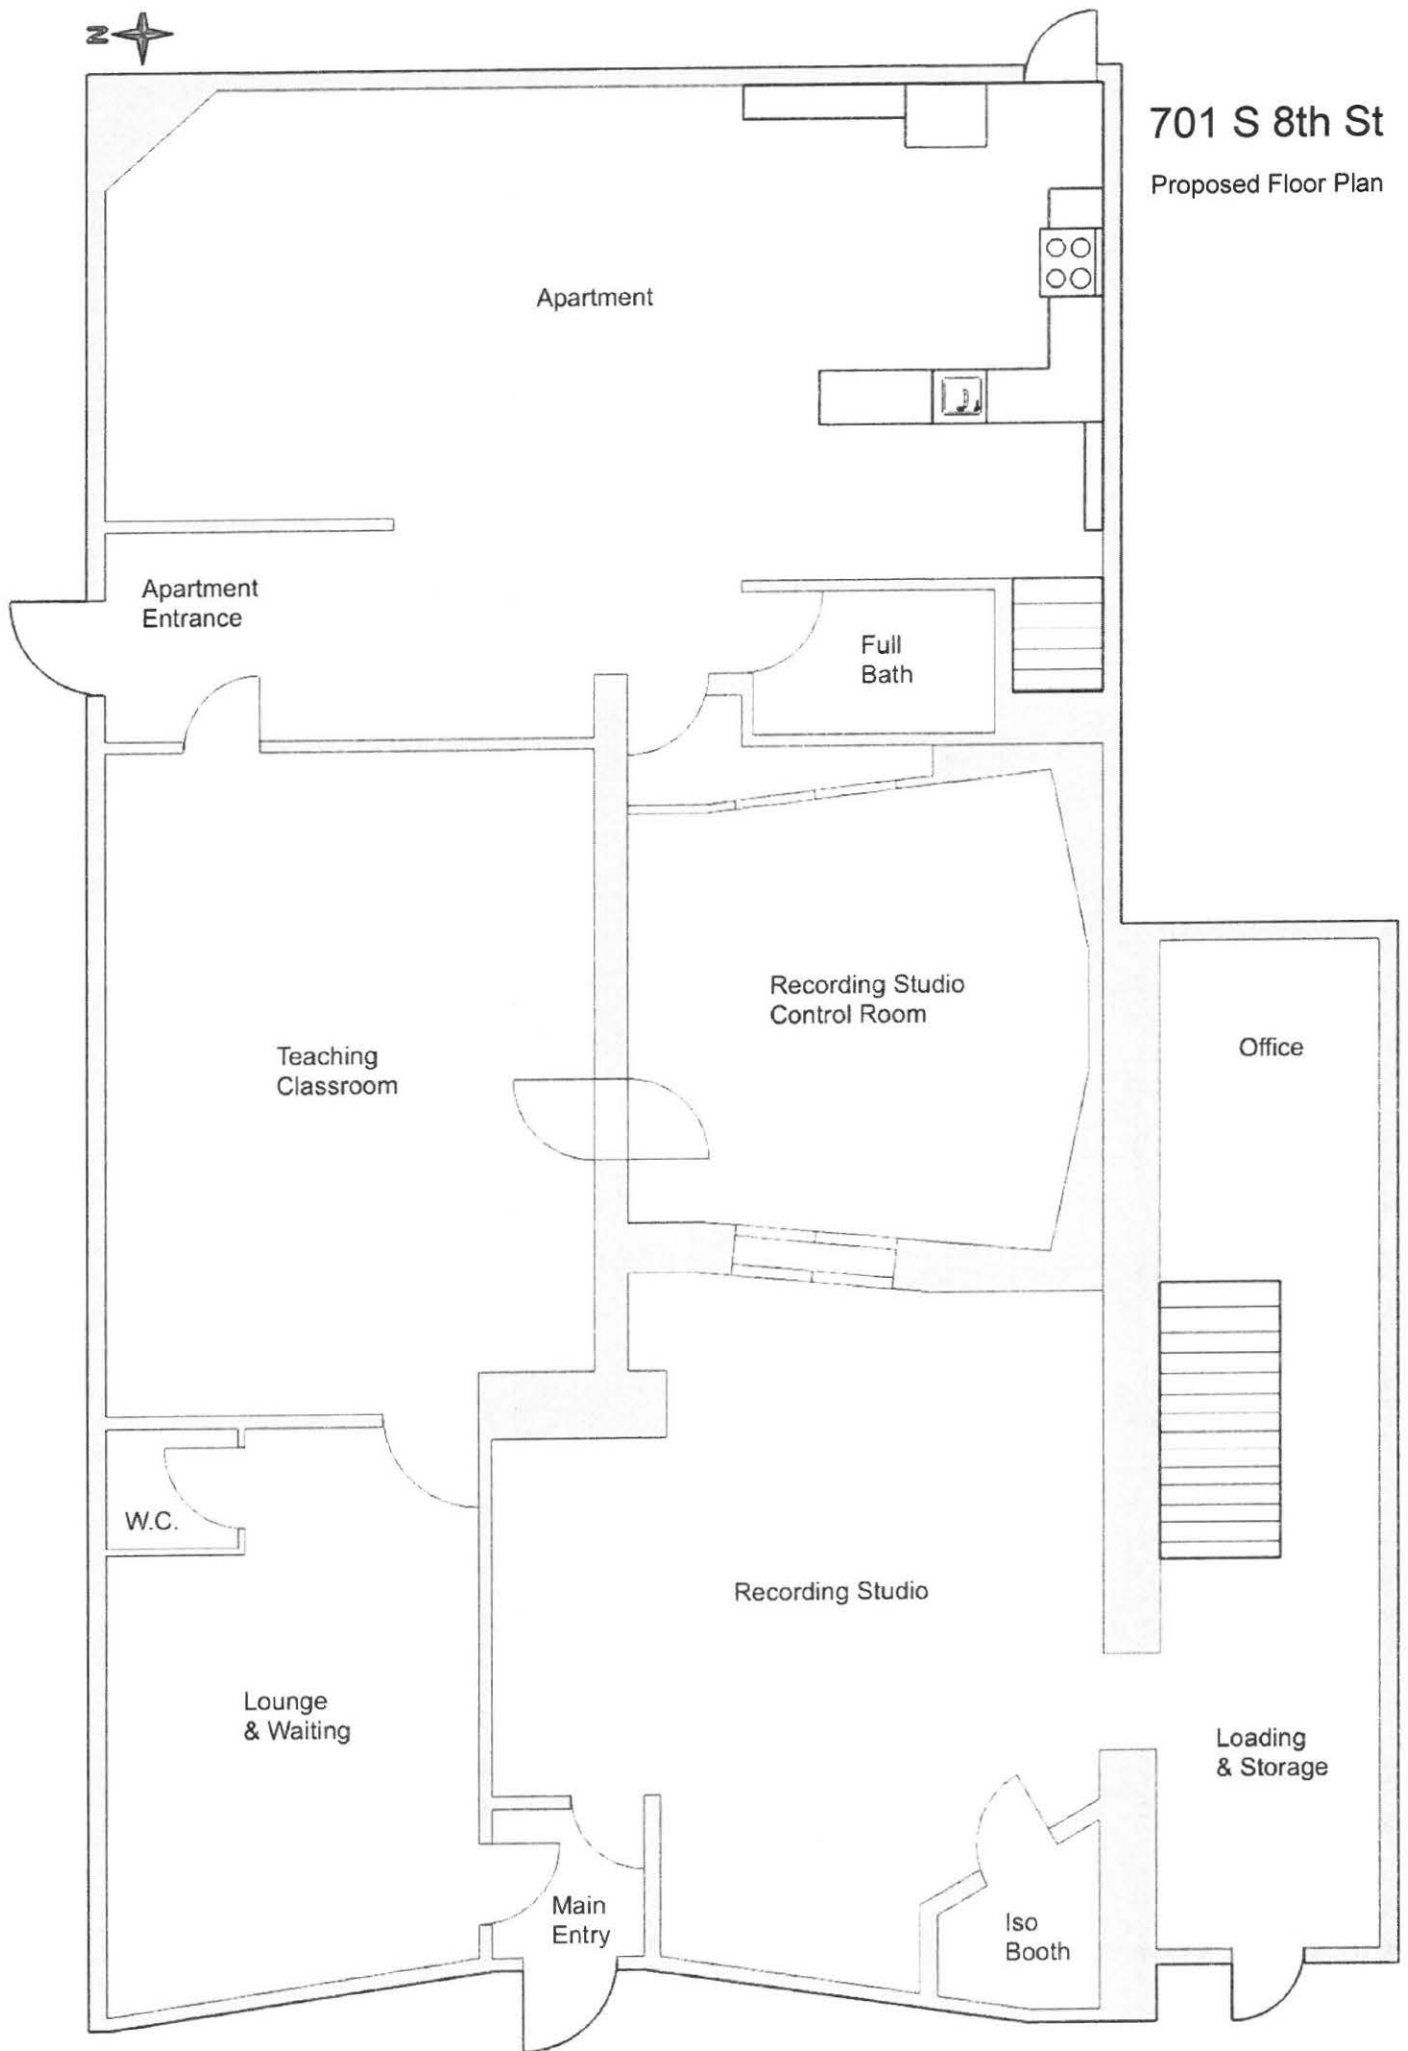 N
701 S 8th St
Proposed Floor Plan
Apartment
Apartment
Entrance
Full
Bath
Recording Studio
Control Room
Office
Teaching
Classroom
W.C.
Recording Studio
Lounge
& Waiting
Loading
& Storage
Main
Entry
Iso
Booth